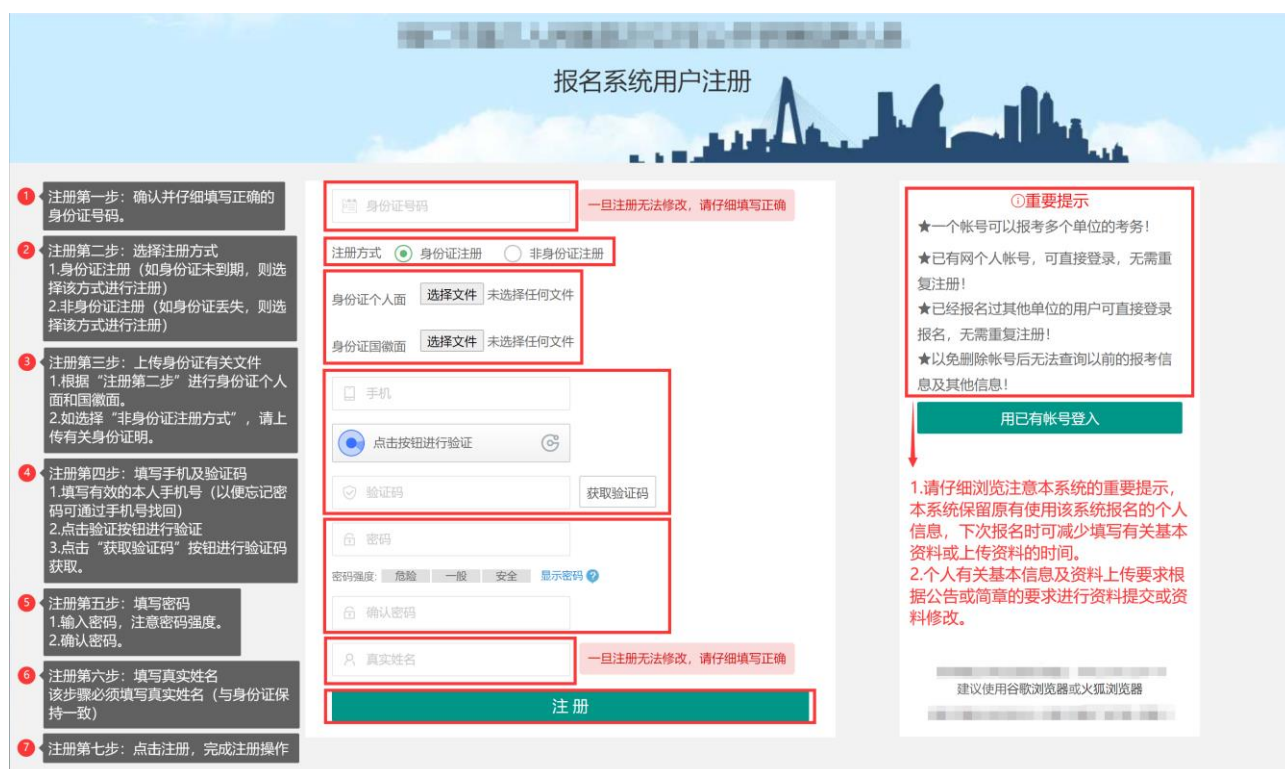 报名系统用户注册
1
注册第一步：确认并仔细填写正确的
身份证号码。
2
注册第二步：选择注册方式
1.身份证注册（如身份证未到期，则选
择该方式进行注册）
2.非身份证注册（如身份证丢失，则选
择该方式进行注册）
3
注册第三步：上传身份证有关文件
1.根据“注册第二步”进行身份证个人
面和国徽面。
2.如选择“非身份证注册方式”，请上
传有关身份证明。
4
注册第四步：填写手机及验证码
1.填写有效的本人手机号（以便忘记密
码可通过手机号找回）
2.点击验证按钮进行验证
3.点击“获取验证码”按钮进行验证码
获取。
5
注册第五步：填写密码
1.输入密码，注意密码强度。
2.确认密码。
6
注册第六步：填写真实姓名
该步骤必须填写真实姓名（与身份证保
持一致）
7
注册第七步：点击注册，完成注册操作
身份证号码 一旦注册无法修改，请仔细填写正确
注册方式 身份证注册 非身份证注册
身份证个人面 选择文件 未选择任何文件
身份证国徽面 选择文件 未选择任何文件
手机
点击按钮进行验证
验证码 获取验证码
密码
密码强度: 危险 一般 安全 显示密码 ?
确认密码
真实姓名 一旦注册无法修改，请仔细填写正确
注 册
重要提示
★一个帐号可以报考多个单位的考务！
★已有网个人帐号，可直接登录，无需重
复注册！
★已经报名过其他单位的用户可直接登录
报名，无需重复注册！
★以免删除帐号后无法查询以前的报考信
息及其他信息！
用已有帐号登入
1.请仔细浏览注意本系统的重要提示，
本系统保留原有使用该系统报名的个人
信息，下次报名时可减少填写有关基本
资料或上传资料的时间。
2.个人有关基本信息及资料上传要求根
据公告或简章的要求进行资料提交或资
料修改。
建议使用谷歌浏览器或火狐浏览器